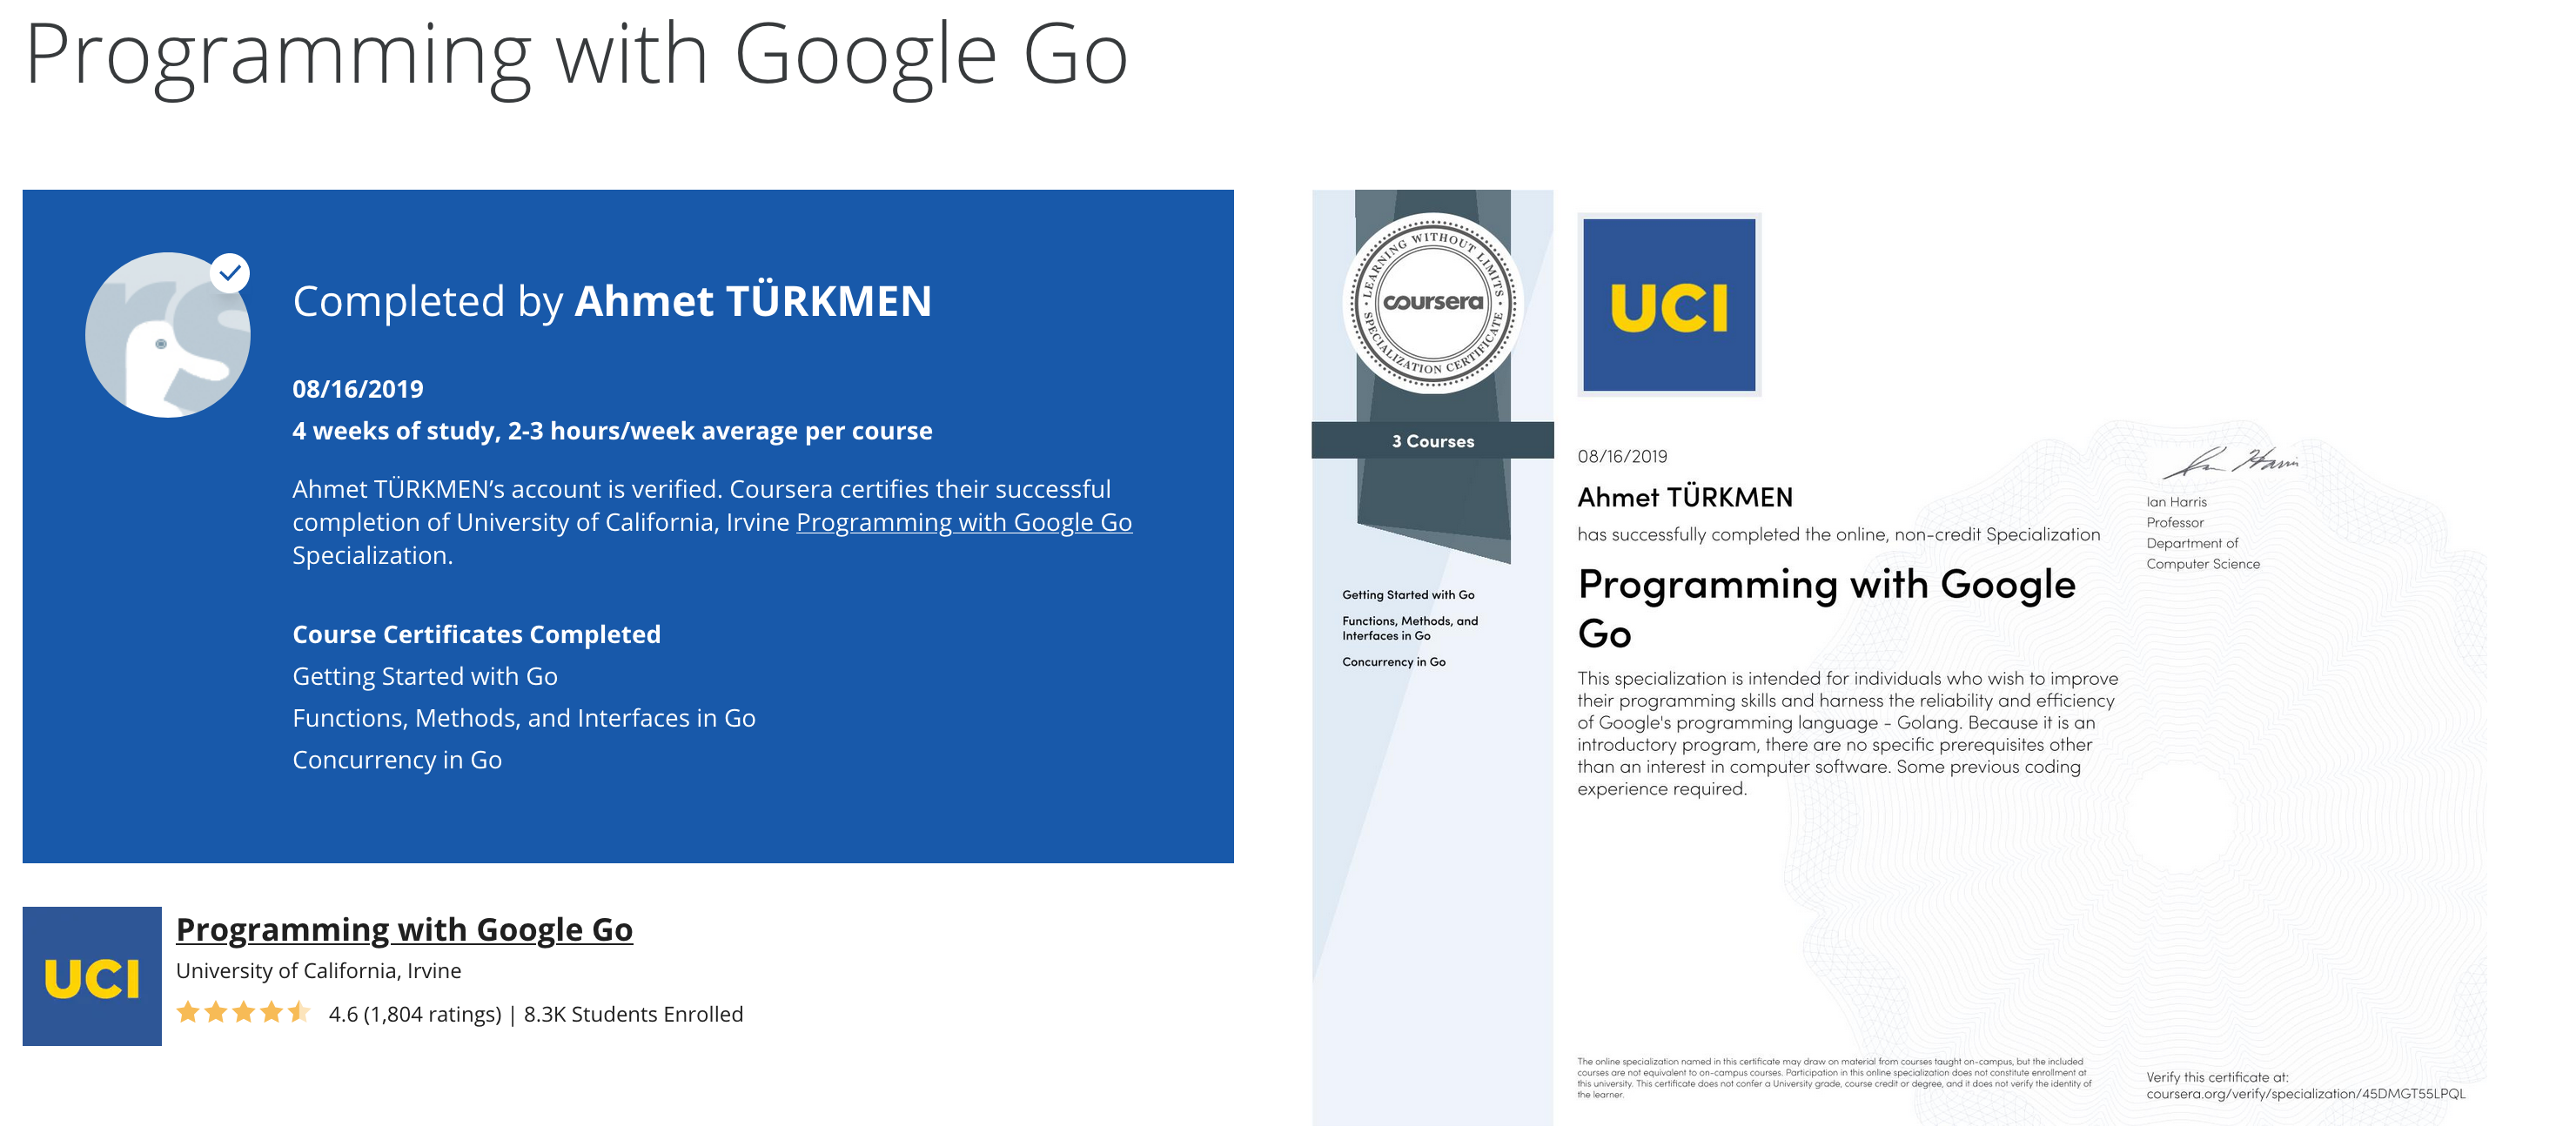 Programming with Google Go
Completed by Ahmet TÜRKMEN
08/16/2019
4 weeks of study, 2-3 hours/week average per course
Ahmet TÜRKMEN’s account is verified. Coursera certifies their successful
completion of University of California, Irvine Programming with Google Go
Specialization.
Course Certificates Completed
Getting Started with Go
Functions, Methods, and Interfaces in Go
Concurrency in Go
UCI
Programming with Google Go
University of California, Irvine
4.6 (1,804 ratings) | 8.3K Students Enrolled
LEARNING WITHOUT LIMITS
coursera
SPECIALIZATION CERTIFICATE
3 Courses
Getting Started with Go
Functions, Methods, and
Interfaces in Go
Concurrency in Go
UCI
08/16/2019
Ahmet TÜRKMEN
has successfully completed the online, non-credit Specialization
Programming with Google
Go
This specialization is intended for individuals who wish to improve
their programming skills and harness the reliability and efficiency
of Google's programming language - Golang. Because it is an
introductory program, there are no specific prerequisites other
than an interest in computer software. Some previous coding
experience required.
Ian Harris
Professor
Department of
Computer Science
The online specialization named in this certificate may draw on material from courses taught on-campus, but the included
courses are not equivalent to on-campus courses. Participation in this online specialization does not constitute enrollment at
this university. This certificate does not confer a University grade, course credit or degree, and it does not verify the identity of
the learner.
Verify this certificate at:
coursera.org/verify/specialization/45DMGT55LPQL